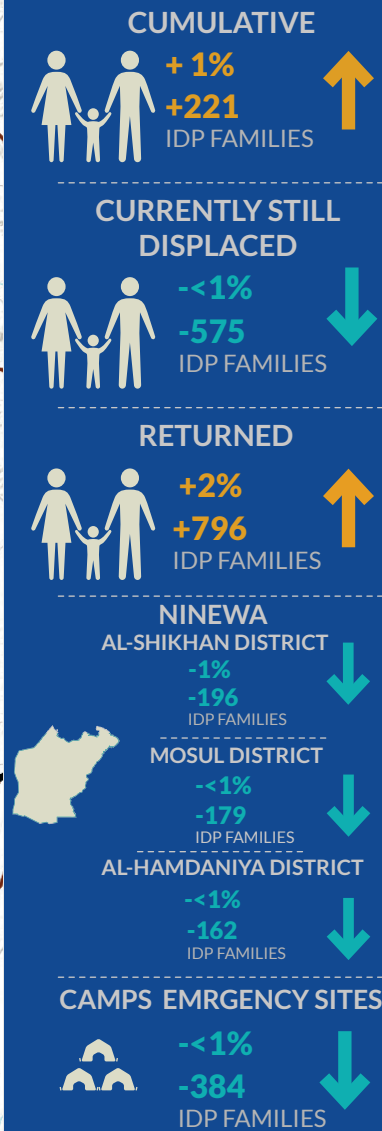 CUMULATIVE
+ 1%
+221
IDP FAMILIES
CURRENTLY STILL
DISPLACED
-<1%
-575
IDP FAMILIES
RETURNED
+2%
+796
IDP FAMILIES
NINEWA
AL-SHIKHAN DISTRICT
-1%
-196
IDP FAMILIES
MOSUL DISTRICT
-<1%
-179
IDP FAMILIES
AL-HAMDANIYA DISTRICT
-<1%
-162
IDP FAMILIES
CAMPS EMRGENCY SITES
-<1%
-384
IDP FAMILIES